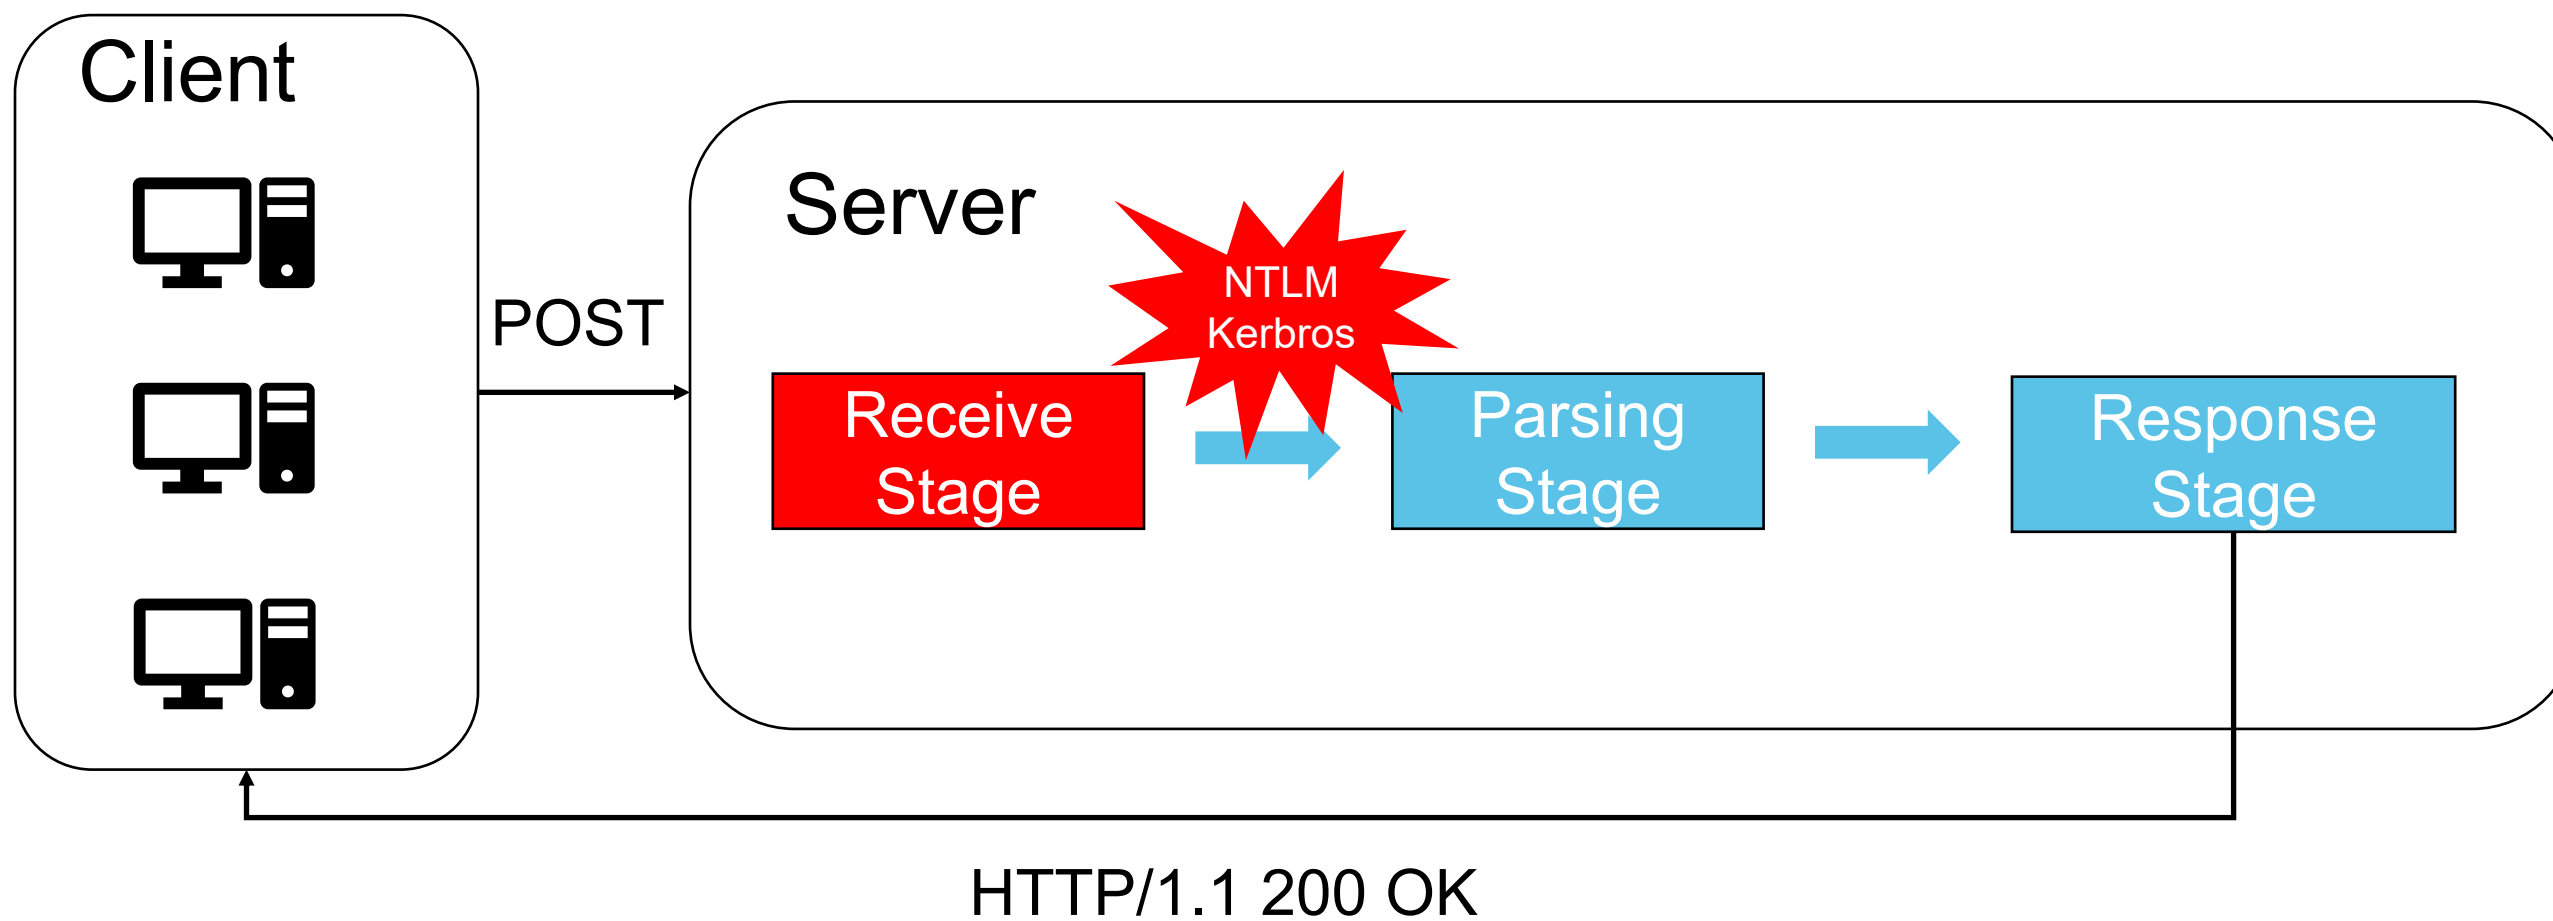 Client
POST
Server
NTLM
Kerbros
Receive
Stage
Parsing
Stage
Response
Stage
HTTP/1.1 200 OK